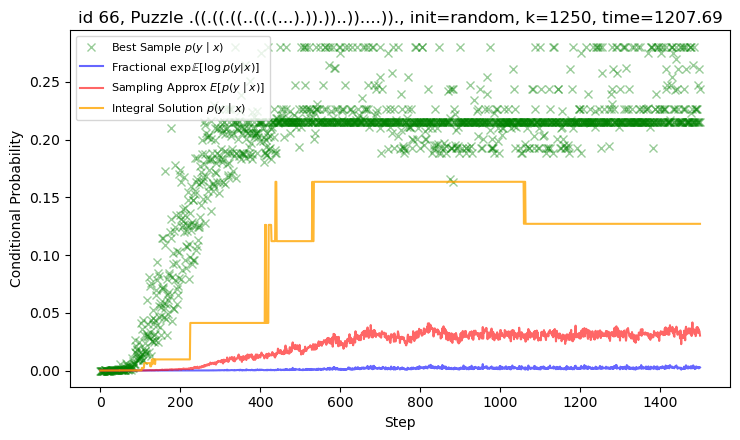 id 66, Puzzle .((.((.((..((.(...).)).))..))....))., init=random, k=1250, time=1207.69
Best Sample p(y | x)
Fractional exp𝔼[log p(y|x)]
Sampling Approx 𝔼[p(y | x)]
Integral Solution p(y | x)
Conditional Probability
0.25
0.20
0.15
0.10
0.05
0.00
0 200 400 600 800 1000 1200 1400
Step